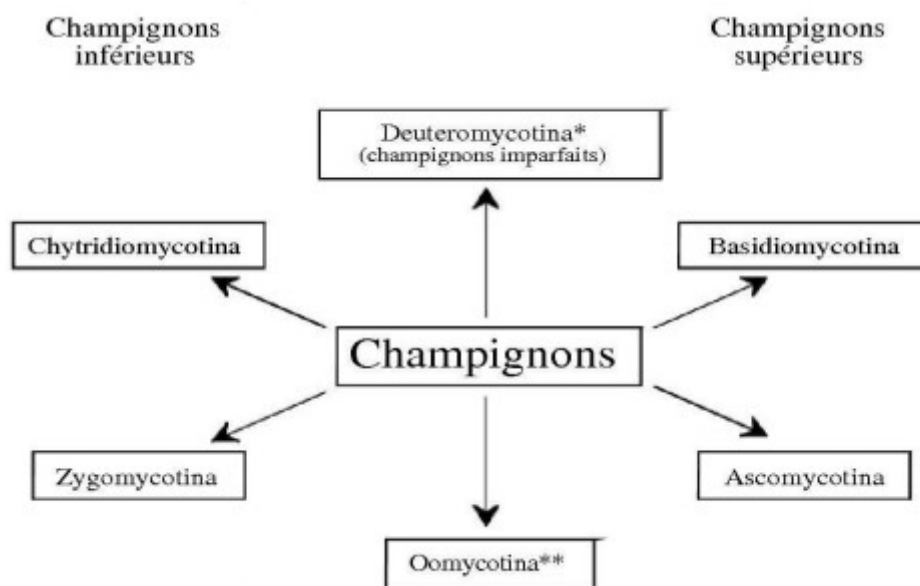 Champignons
inférieurs
Champignons
supérieurs
Deuteromycotina*
(champignons imparfaits)
Chytridiomycotina
Basidiomycotina
Champignons
Zygomycotina
Ascomycotina
Oomycotina**